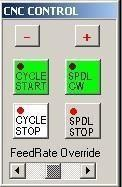 CNC CONTROL
- +
CYCLE START
SPDL CW
CYCLE STOP
SPDL STOP
FeedRate Override